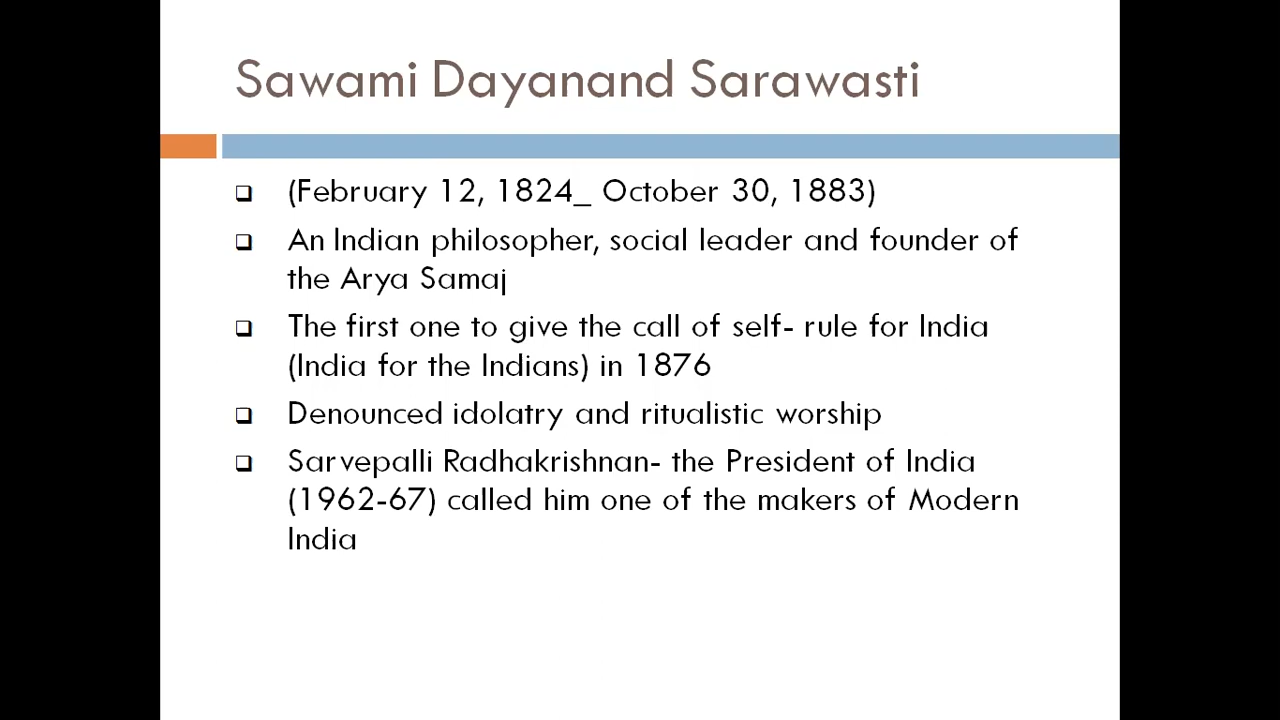 Sawami Dayanand Sarawasti
(February 12, 1824_ October 30, 1883)
An Indian philosopher, social leader and founder of
the Arya Samaj
The first one to give the call of self- rule for India
(India for the Indians) in 1876
Denounced idolatry and ritualistic worship
Sarvepalli Radhakrishnan- the President of India
(1962-67) called him one of the makers of Modern
India